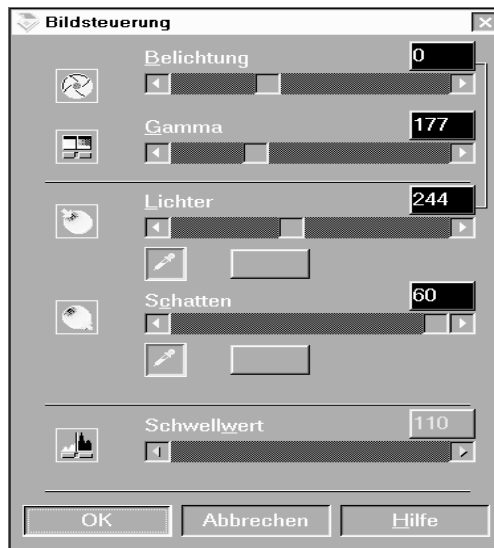 Bildsteuerung
Belichtung 0
Gamma 177
Lichter 244
Schatten 60
Schwellwert 110
OK Abbrechen Hilfe